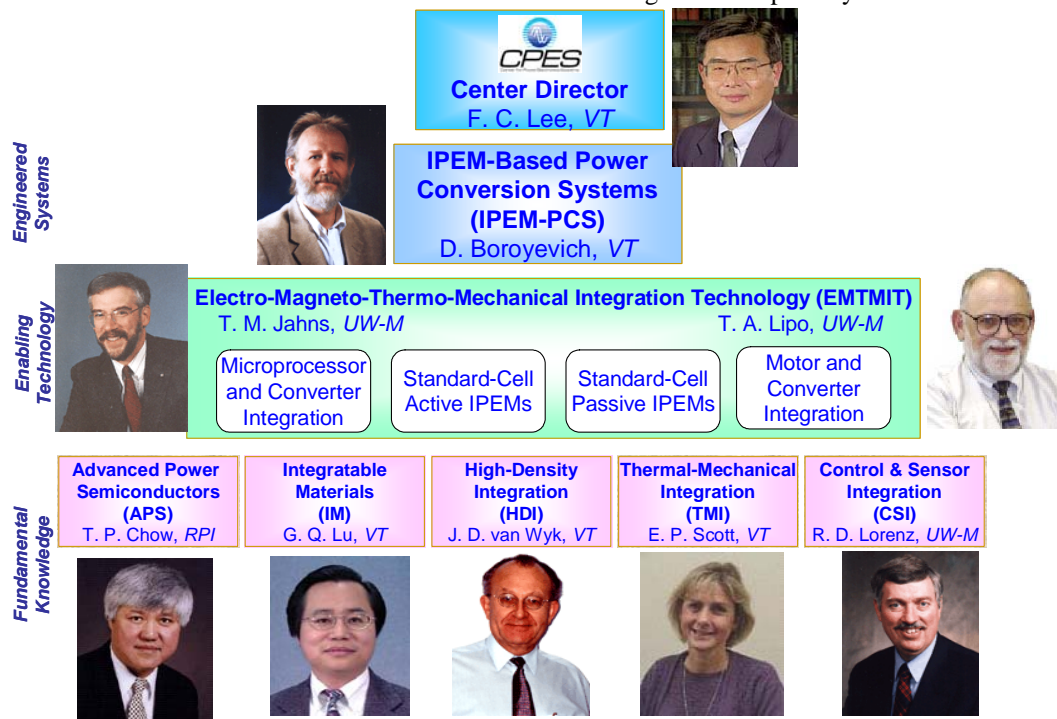 CPES
Center Director
F. C. Lee, VT
Engineered
Systems
IPEM-Based Power
Conversion Systems
(IPEM-PCS)
D. Boroyevich, VT
Enabling
Technology
Electro-Magneto-Thermo-Mechanical Integration Technology (EMTMIT)
T. M. Jahns, UW-M
T. A. Lipo, UW-M
Microprocessor
and Converter
Integration
Standard-Cell
Active IPEMs
Standard-Cell
Passive IPEMs
Motor and
Converter
Integration
Fundamental
Knowledge
Advanced Power
Semiconductors
(APS)
T. P. Chow, RPI
Integratable
Materials
(IM)
G. Q. Lu, VT
High-Density
Integration
(HDI)
J. D. van Wyk, VT
Thermal-Mechanical
Integration
(TMI)
E. P. Scott, VT
Control & Sensor
Integration
(CSI)
R. D. Lorenz, UW-M